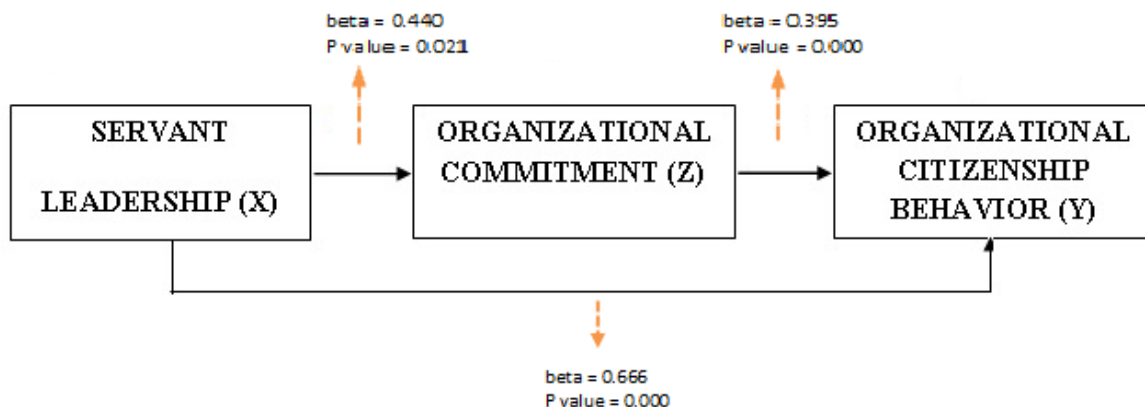 beta = 0.440
P value = 0.021
beta = 0.395
P value = 0.000
SERVANT
LEADERSHIP (X)
ORGANIZATIONAL
COMMITMENT (Z)
ORGANIZATIONAL
CITIZENSHIP
BEHAVIOR (Y)
beta = 0.666
P value = 0.000